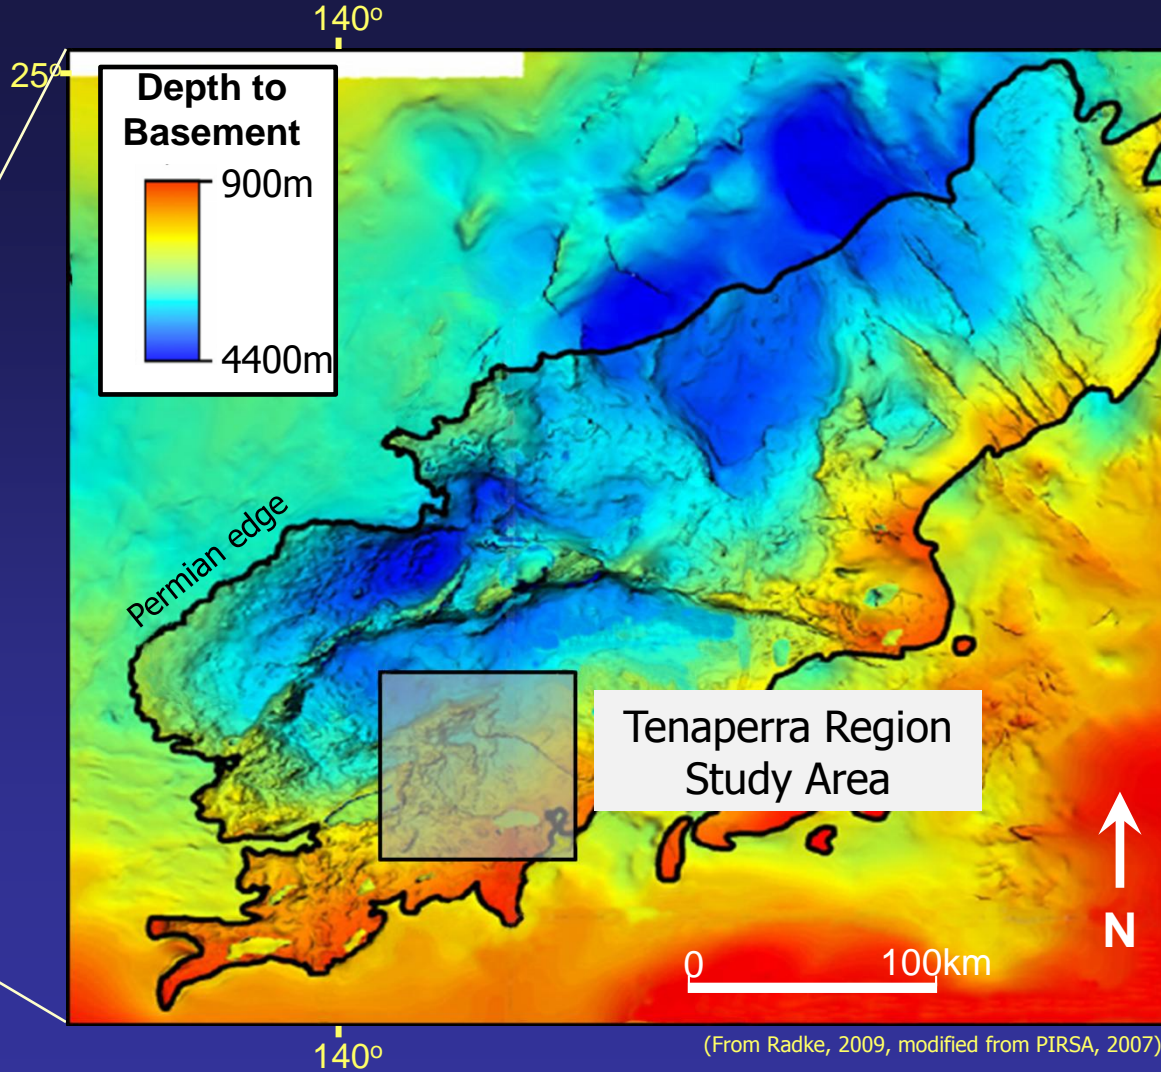 140º
25º
Depth to
Basement
900m
4400m
Permian edge
Tenaperra Region
Study Area
N
0 100km
140º
(From Radke, 2009, modified from PIRSA, 2007)